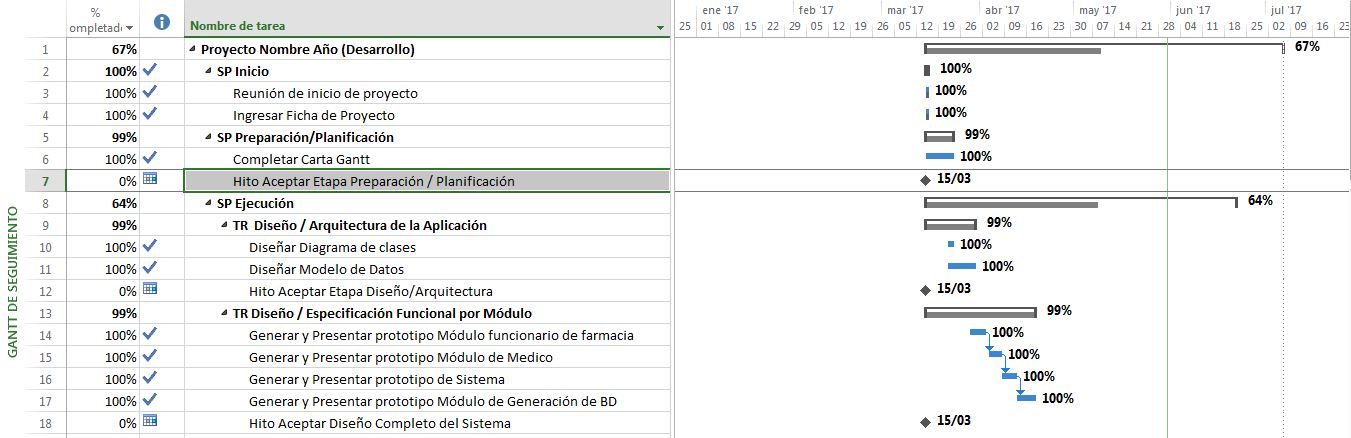 % ompletado Nombre de tarea ene '17 feb '17 mar '17 abr '17 may '17 jun '17 jul '17
25 01 08 15 22 29 05 12 19 26 05 12 19 26 02 09 16 23 30 07 14 21 28 04 11 18 25 02 09 16 23
1 67% Proyecto Nombre Año (Desarrollo) 67%
2 100% SP Inicio 100%
3 100% Reunión de inicio de proyecto 100%
4 100% Ingresar Ficha de Proyecto 100%
5 99% SP Preparación/Planificación 99%
6 100% Completar Carta Gantt 100%
7 0% Hito Aceptar Etapa Preparación / Planificación 15/03
8 64% SP Ejecución 64%
9 99% TR Diseño / Arquitectura de la Aplicación 99%
10 100% Diseñar Diagrama de clases 100%
11 100% Diseñar Modelo de Datos 100%
12 0% Hito Aceptar Etapa Diseño/Arquitectura 15/03
13 99% TR Diseño / Especificación Funcional por Módulo 99%
14 100% Generar y Presentar prototipo Módulo funcionario de farmacia 100%
15 100% Generar y Presentar prototipo Módulo de Medico 100%
16 100% Generar y Presentar prototipo de Sistema 100%
17 100% Generar y Presentar prototipo Módulo de Generación de BD 100%
18 0% Hito Aceptar Diseño Completo del Sistema 15/03
GANTT DE SEGUIMIENTO